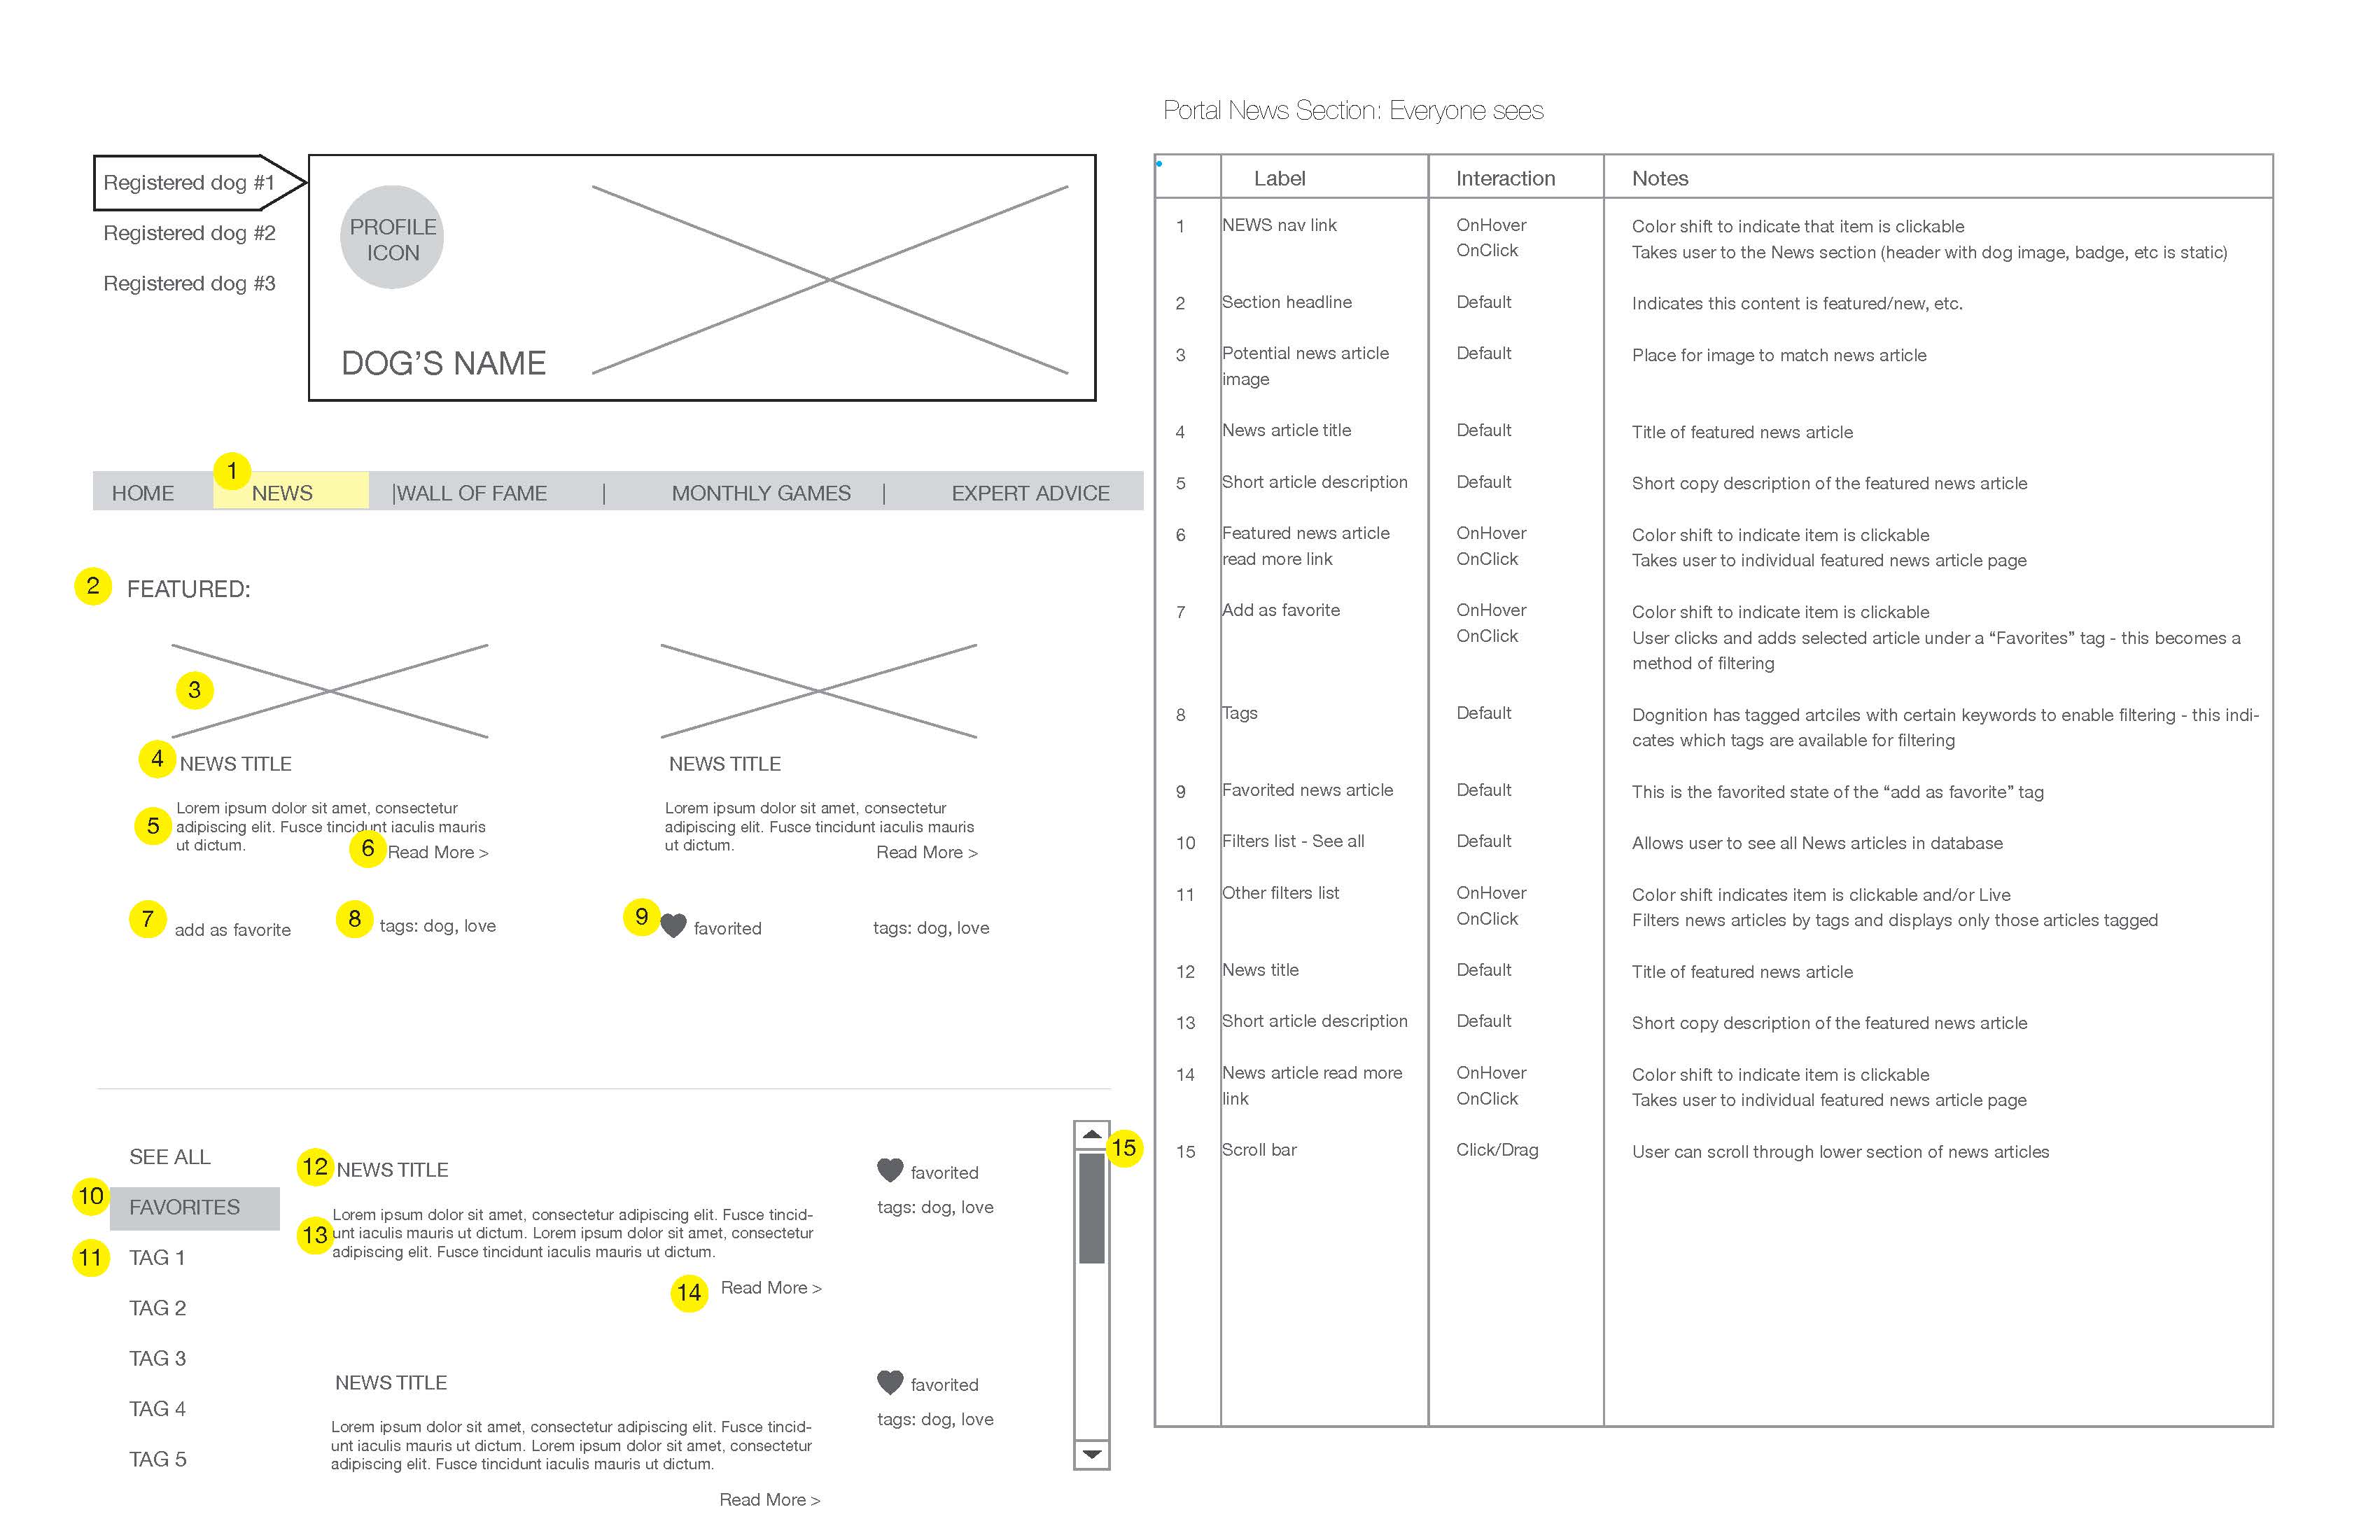 Portal News Section: Everyone sees
Registered dog #1
Registered dog #2
Registered dog #3
PROFILE
ICON
DOG’S NAME
1
HOME NEWS |WALL OF FAME | MONTHLY GAMES | EXPERT ADVICE
2 FEATURED:
3
4 NEWS TITLE
5 Lorem ipsum dolor sit amet, consectetur
adipiscing elit. Fusce tincidunt iaculis mauris
ut dictum.
6 Read More >
7 add as favorite
8 tags: dog, love
NEWS TITLE
Lorem ipsum dolor sit amet, consectetur
adipiscing elit. Fusce tincidunt iaculis mauris
ut dictum.
Read More >
9 favorited
tags: dog, love
SEE ALL
10 FAVORITES
11 TAG 1
TAG 2
TAG 3
TAG 4
TAG 5
12 NEWS TITLE
13 Lorem ipsum dolor sit amet, consectetur adipiscing elit. Fusce tincid-
unt iaculis mauris ut dictum. Lorem ipsum dolor sit amet, consectetur
adipiscing elit. Fusce tincidunt iaculis mauris ut dictum.
14 Read More >
favorited
tags: dog, love
15
NEWS TITLE
Lorem ipsum dolor sit amet, consectetur adipiscing elit. Fusce tincid-
unt iaculis mauris ut dictum. Lorem ipsum dolor sit amet, consectetur
adipiscing elit. Fusce tincidunt iaculis mauris ut dictum.
Read More >
favorited
tags: dog, love
Label Interaction Notes
1 NEWS nav link OnHover Color shift to indicate that item is clickable
OnClick Takes user to the News section (header with dog image, badge, etc is static)
2 Section headline Default Indicates this content is featured/new, etc.
3 Potential news article Default Place for image to match news article
image
4 News article title Default Title of featured news article
5 Short article description Default Short copy description of the featured news article
6 Featured news article OnHover Color shift to indicate item is clickable
read more link OnClick Takes user to individual featured news article page
7 Add as favorite OnHover Color shift to indicate item is clickable
OnClick User clicks and adds selected article under a “Favorites” tag - this becomes a
method of filtering
8 Tags Default Dognition has tagged artciles with certain keywords to enable filtering - this indi-
cates which tags are available for filtering
9 Favorited news article Default This is the favorited state of the “add as favorite” tag
10 Filters list - See all Default Allows user to see all News articles in database
11 Other filters list OnHover Color shift indicates item is clickable and/or Live
OnClick Filters news articles by tags and displays only those articles tagged
12 News title Default Title of featured news article
13 Short article description Default Short copy description of the featured news article
14 News article read more OnHover Color shift to indicate item is clickable
link OnClick Takes user to individual featured news article page
15 Scroll bar Click/Drag User can scroll through lower section of news articles